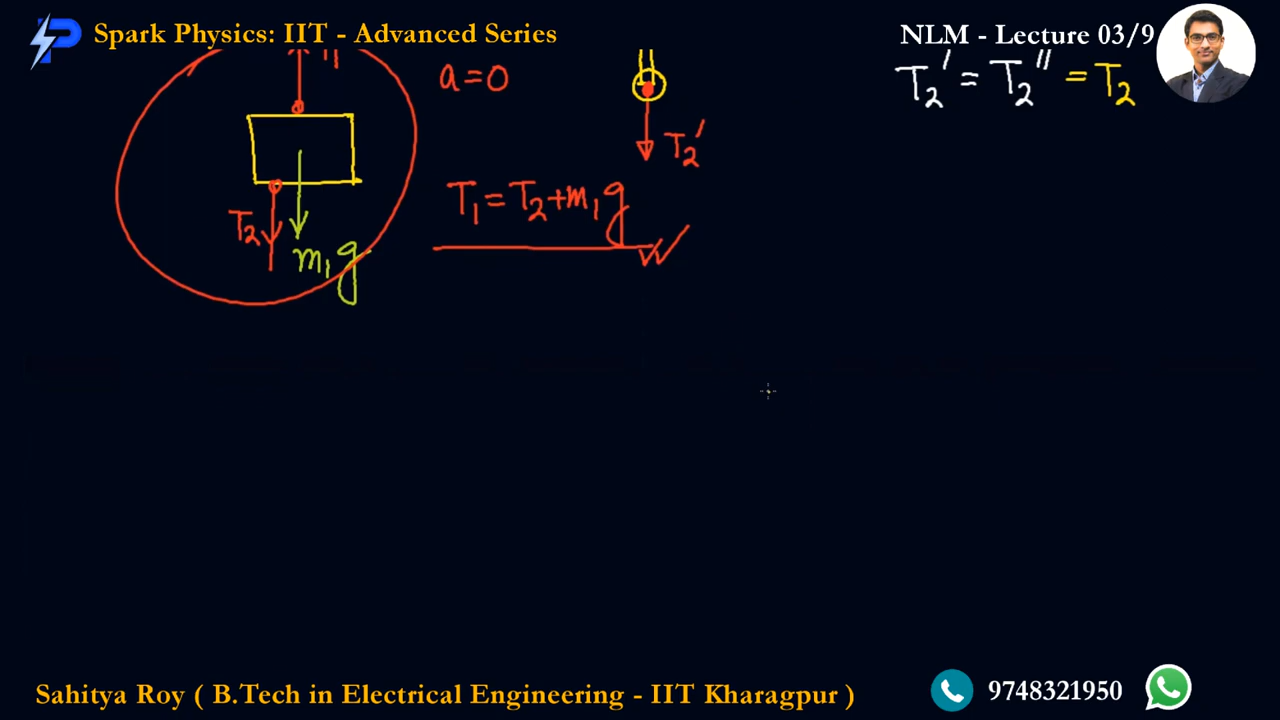 Spark Physics: IIT - Advanced Series
NLM - Lecture 03/9
a=0
T₂' = T₂'' = T₂
T₂'
T₁ = T₂+m₁g
T₂
m₁g
Sahitya Roy ( B.Tech in Electrical Engineering - IIT Kharagpur )
9748321950